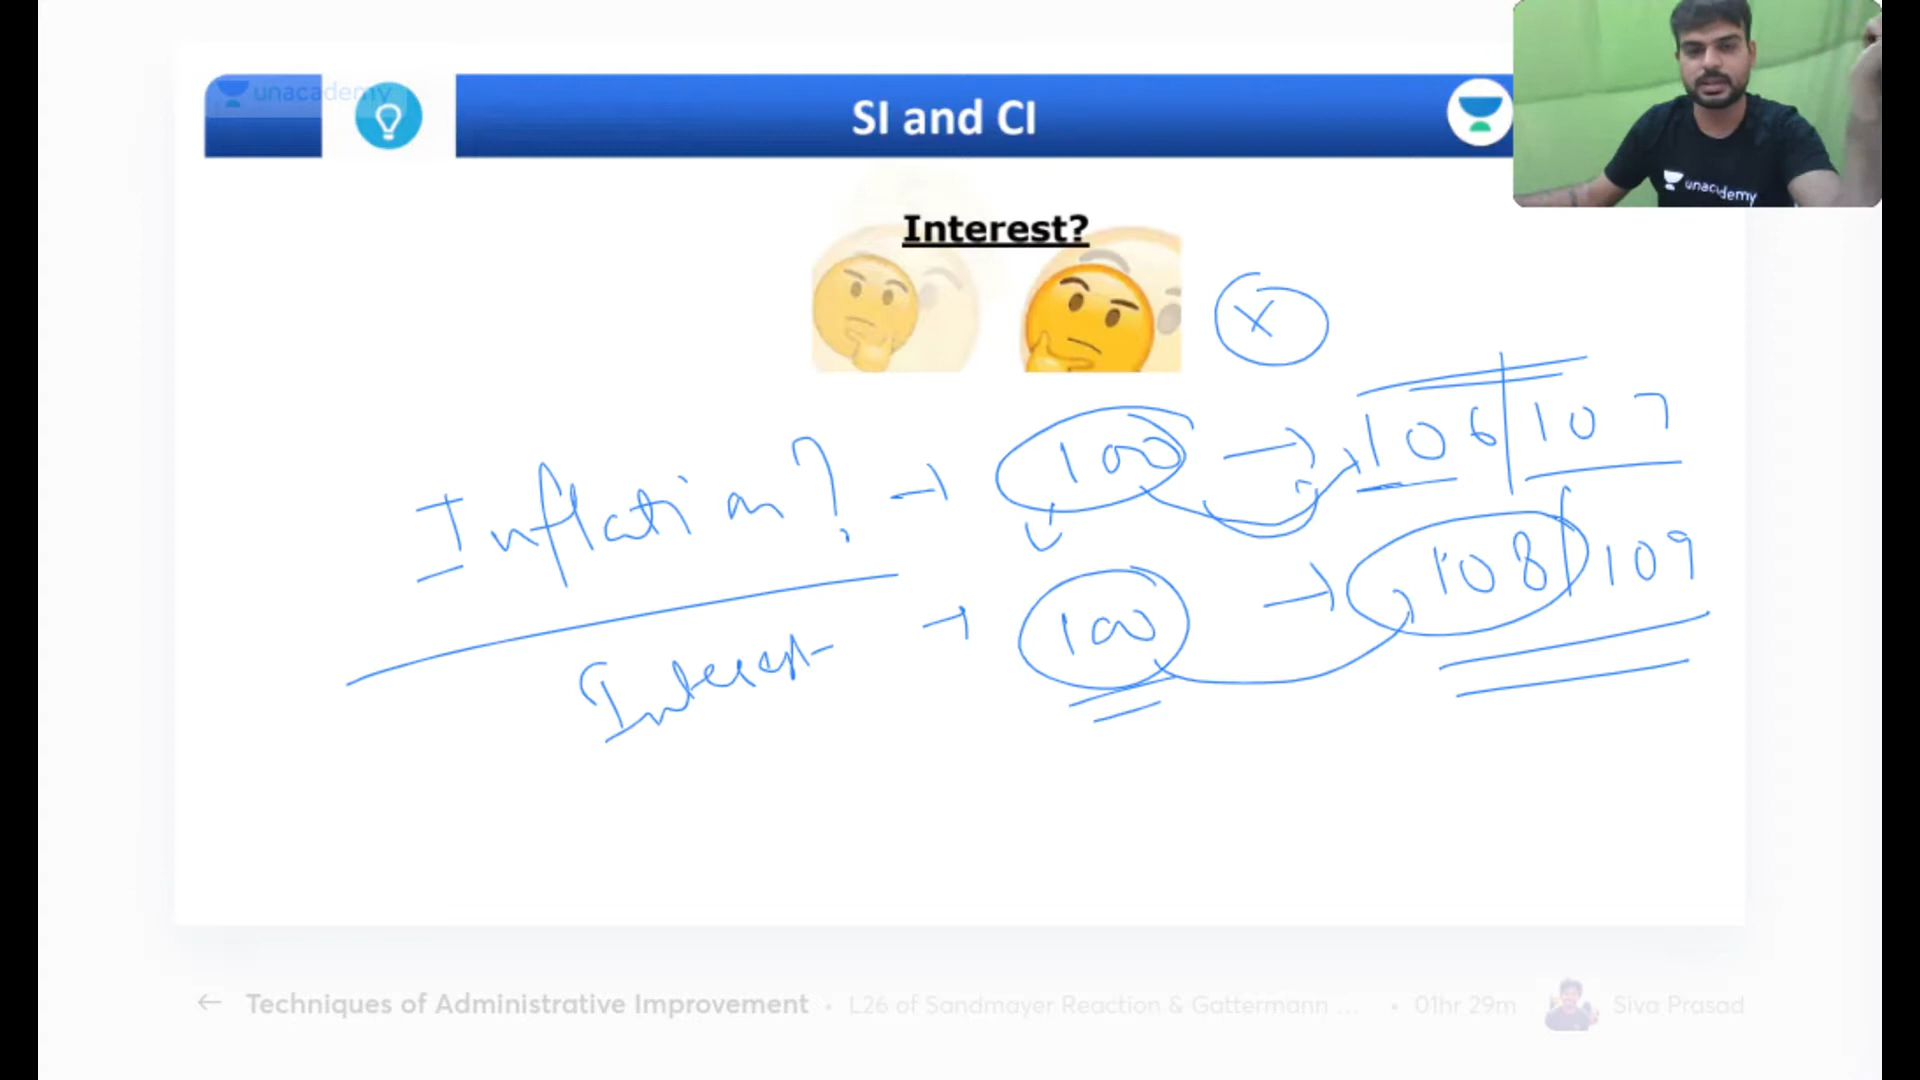 unacademy
SI and CI
unacademy
Interest?
X
Inflation? → 100 → 106 | 107
Interest → 100 → 108 | 109
← Techniques of Administrative Improvement • L26 of Sandmayer Reaction & Gattermann ... • 01hr 29m Siva Prasad